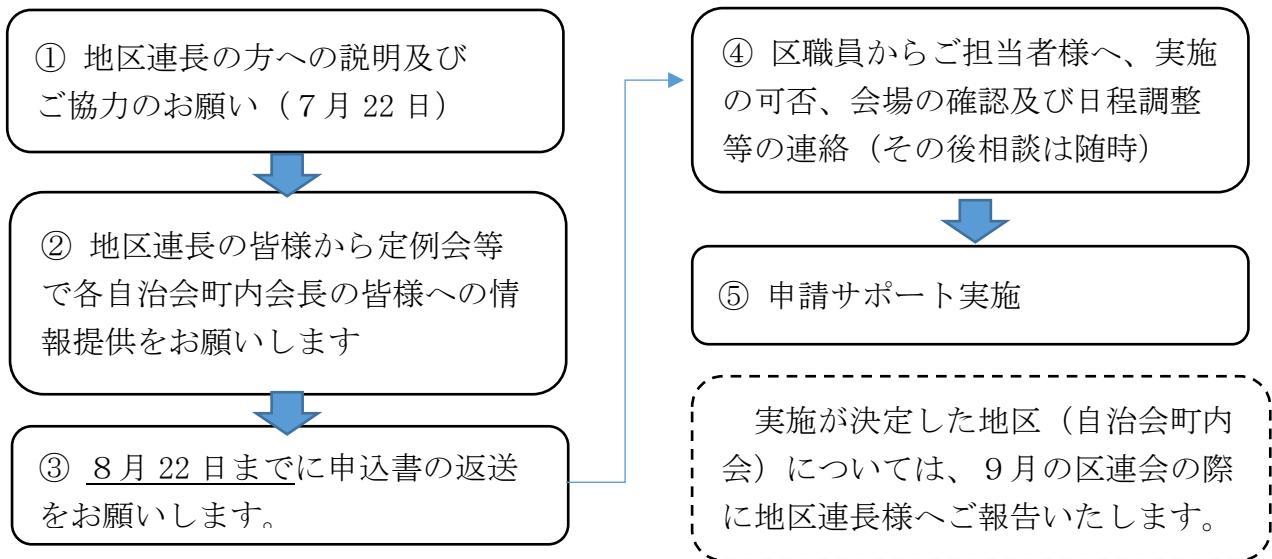 ① 地区連長の方への説明及び
ご協力のお願い（７月 22 日）
② 地区連長の皆様から定例会等
で各自治会町内会長の皆様への情
報提供をお願いします
③ ８月 22 日までに申込書の返送
をお願いします。
④ 区職員からご担当者様へ、実施
の可否、会場の確認及び日程調整
等の連絡（その後相談は随時）
⑤ 申請サポート実施
実施が決定した地区（自治会町内
会）については、９月の区連会の際
に地区連長様へご報告いたします。